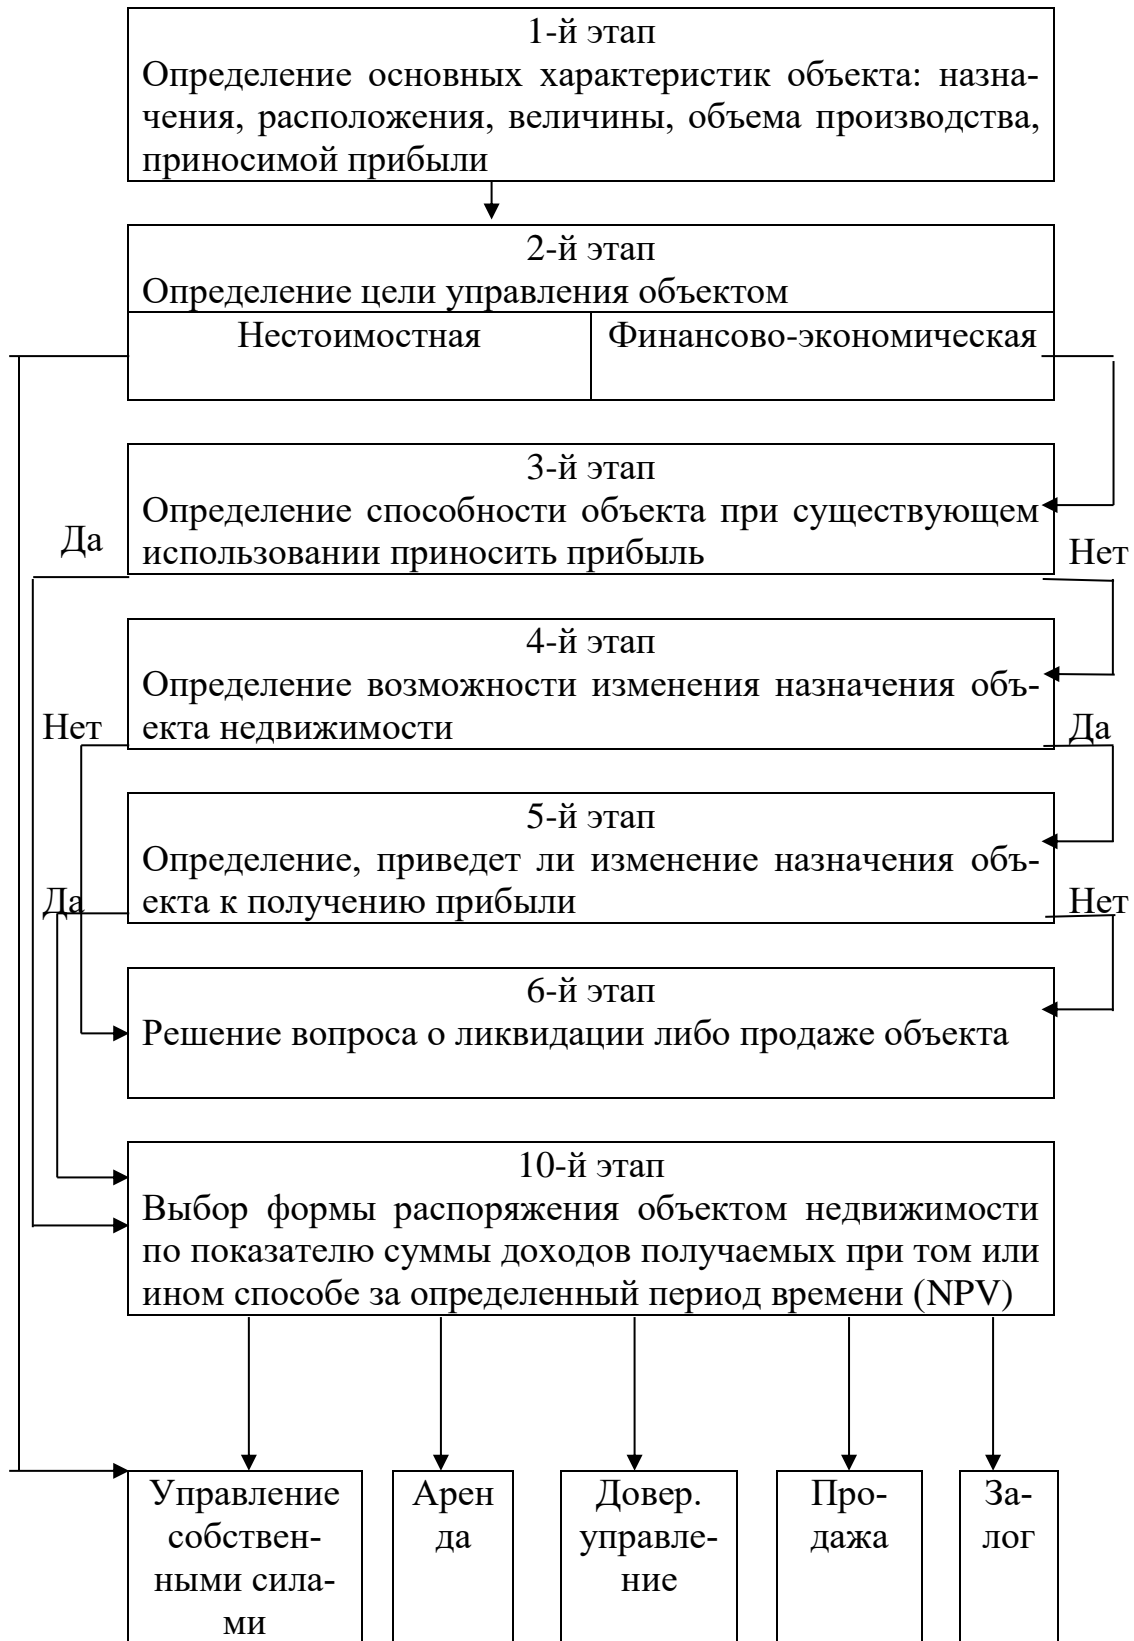 1-й этап
Определение основных характеристик объекта: назна-
чения, расположения, величины, объема производства,
приносимой прибыли
2-й этап
Определение цели управления объектом
Нестоимостная
Финансово-экономическая
3-й этап
Определение способности объекта при существующем
использовании приносить прибыль
Да
Нет
4-й этап
Определение возможности изменения назначения объ-
екта недвижимости
Нет
Да
5-й этап
Определение, приведет ли изменение назначения объ-
екта к получению прибыли
Да
Нет
6-й этап
Решение вопроса о ликвидации либо продаже объекта
10-й этап
Выбор формы распоряжения объектом недвижимости
по показателю суммы доходов получаемых при том или
ином способе за определенный период времени (NPV)
Управление
собствен-
ными сила-
ми
Арен
да
Довер.
управле-
ние
Про-
дажа
За-
лог